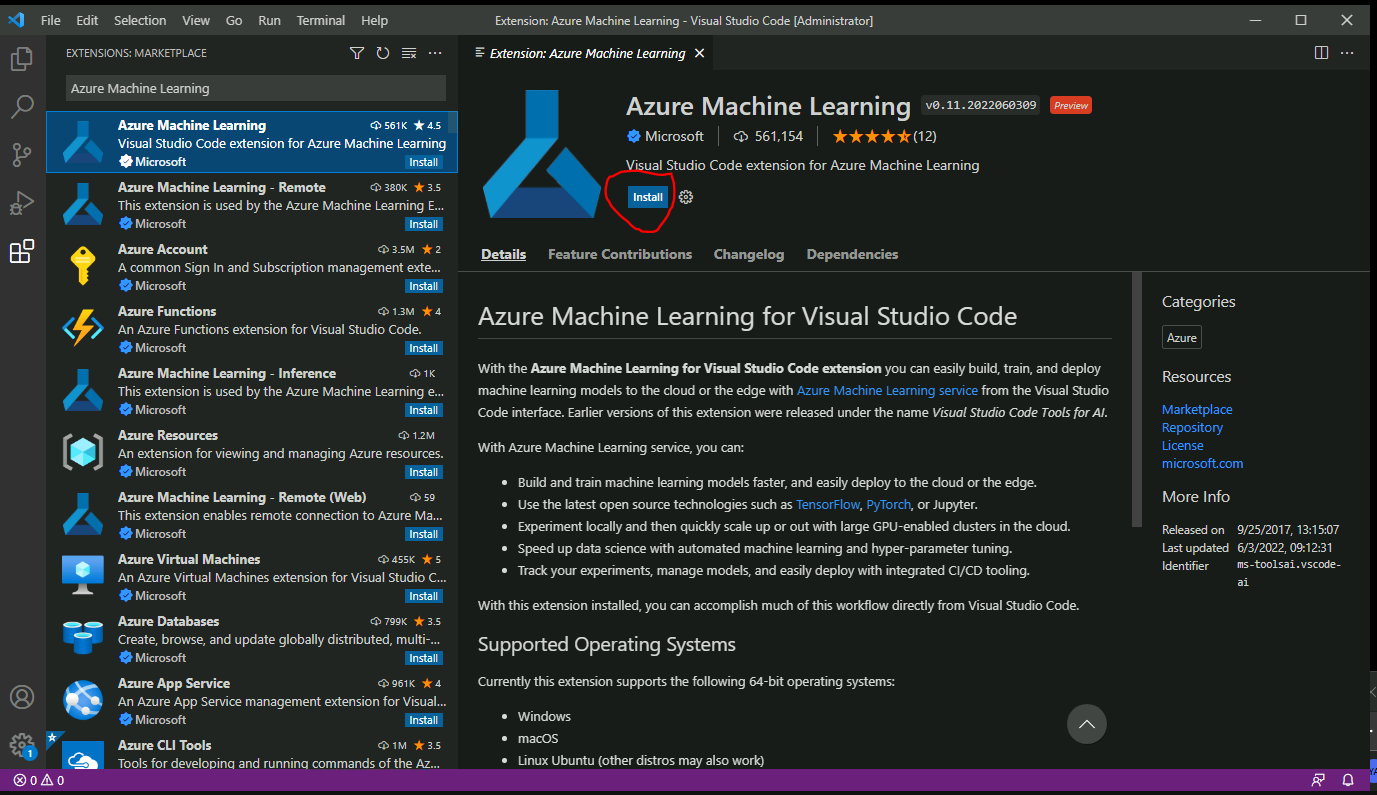 File Edit Selection View Go Run Terminal Help
Extension: Azure Machine Learning - Visual Studio Code [Administrator]
EXTENSIONS: MARKETPLACE
Azure Machine Learning
Azure Machine Learning 561K 4.5
Visual Studio Code extension for Azure Machine Learning
Microsoft Install
Azure Machine Learning - Remote 380K 3.5
This extension is used by the Azure Machine Learning E...
Microsoft Install
Azure Account 3.5M 2
A common Sign In and Subscription management exte...
Microsoft Install
Azure Functions 1.3M 4
An Azure Functions extension for Visual Studio Code.
Microsoft Install
Azure Machine Learning - Inference 1K
This extension is used by the Azure Machine Learning e...
Microsoft Install
Azure Resources 1.2M
An extension for viewing and managing Azure resources.
Microsoft Install
Azure Machine Learning - Remote (Web) 59
This extension enables remote connection to Azure Ma...
Microsoft Install
Azure Virtual Machines 455K 5
An Azure Virtual Machines extension for Visual Studio C...
Microsoft Install
Azure Databases 799K 3.5
Create, browse, and update globally distributed, multi-...
Microsoft Install
Azure App Service 961K 4
An Azure App Service management extension for Visual...
Microsoft Install
Azure CLI Tools 1M 3.5
Tools for developing and running commands of the Az...
1
Extension: Azure Machine Learning
Azure Machine Learning v0.11.2022060309 Preview
Microsoft 561,154 (12)
Visual Studio Code extension for Azure Machine Learning
Install
Details Feature Contributions Changelog Dependencies
Azure Machine Learning for Visual Studio Code
With the Azure Machine Learning for Visual Studio Code extension you can easily build, train, and deploy
machine learning models to the cloud or the edge with Azure Machine Learning service from the Visual Studio
Code interface. Earlier versions of this extension were released under the name Visual Studio Code Tools for AI.
With Azure Machine Learning service, you can:
• Build and train machine learning models faster, and easily deploy to the cloud or the edge.
• Use the latest open source technologies such as TensorFlow, PyTorch, or Jupyter.
• Experiment locally and then quickly scale up or out with large GPU-enabled clusters in the cloud.
• Speed up data science with automated machine learning and hyper-parameter tuning.
• Track your experiments, manage models, and easily deploy with integrated CI/CD tooling.
With this extension installed, you can accomplish much of this workflow directly from Visual Studio Code.
Supported Operating Systems
Currently this extension supports the following 64-bit operating systems:
• Windows
• macOS
• Linux Ubuntu (other distros may also work)
Categories
Azure
Resources
Marketplace
Repository
License
microsoft.com
More Info
Released on 9/25/2017, 13:15:07
Last updated 6/3/2022, 09:12:31
Identifier ms-toolsai.vscode-
ai
0 0